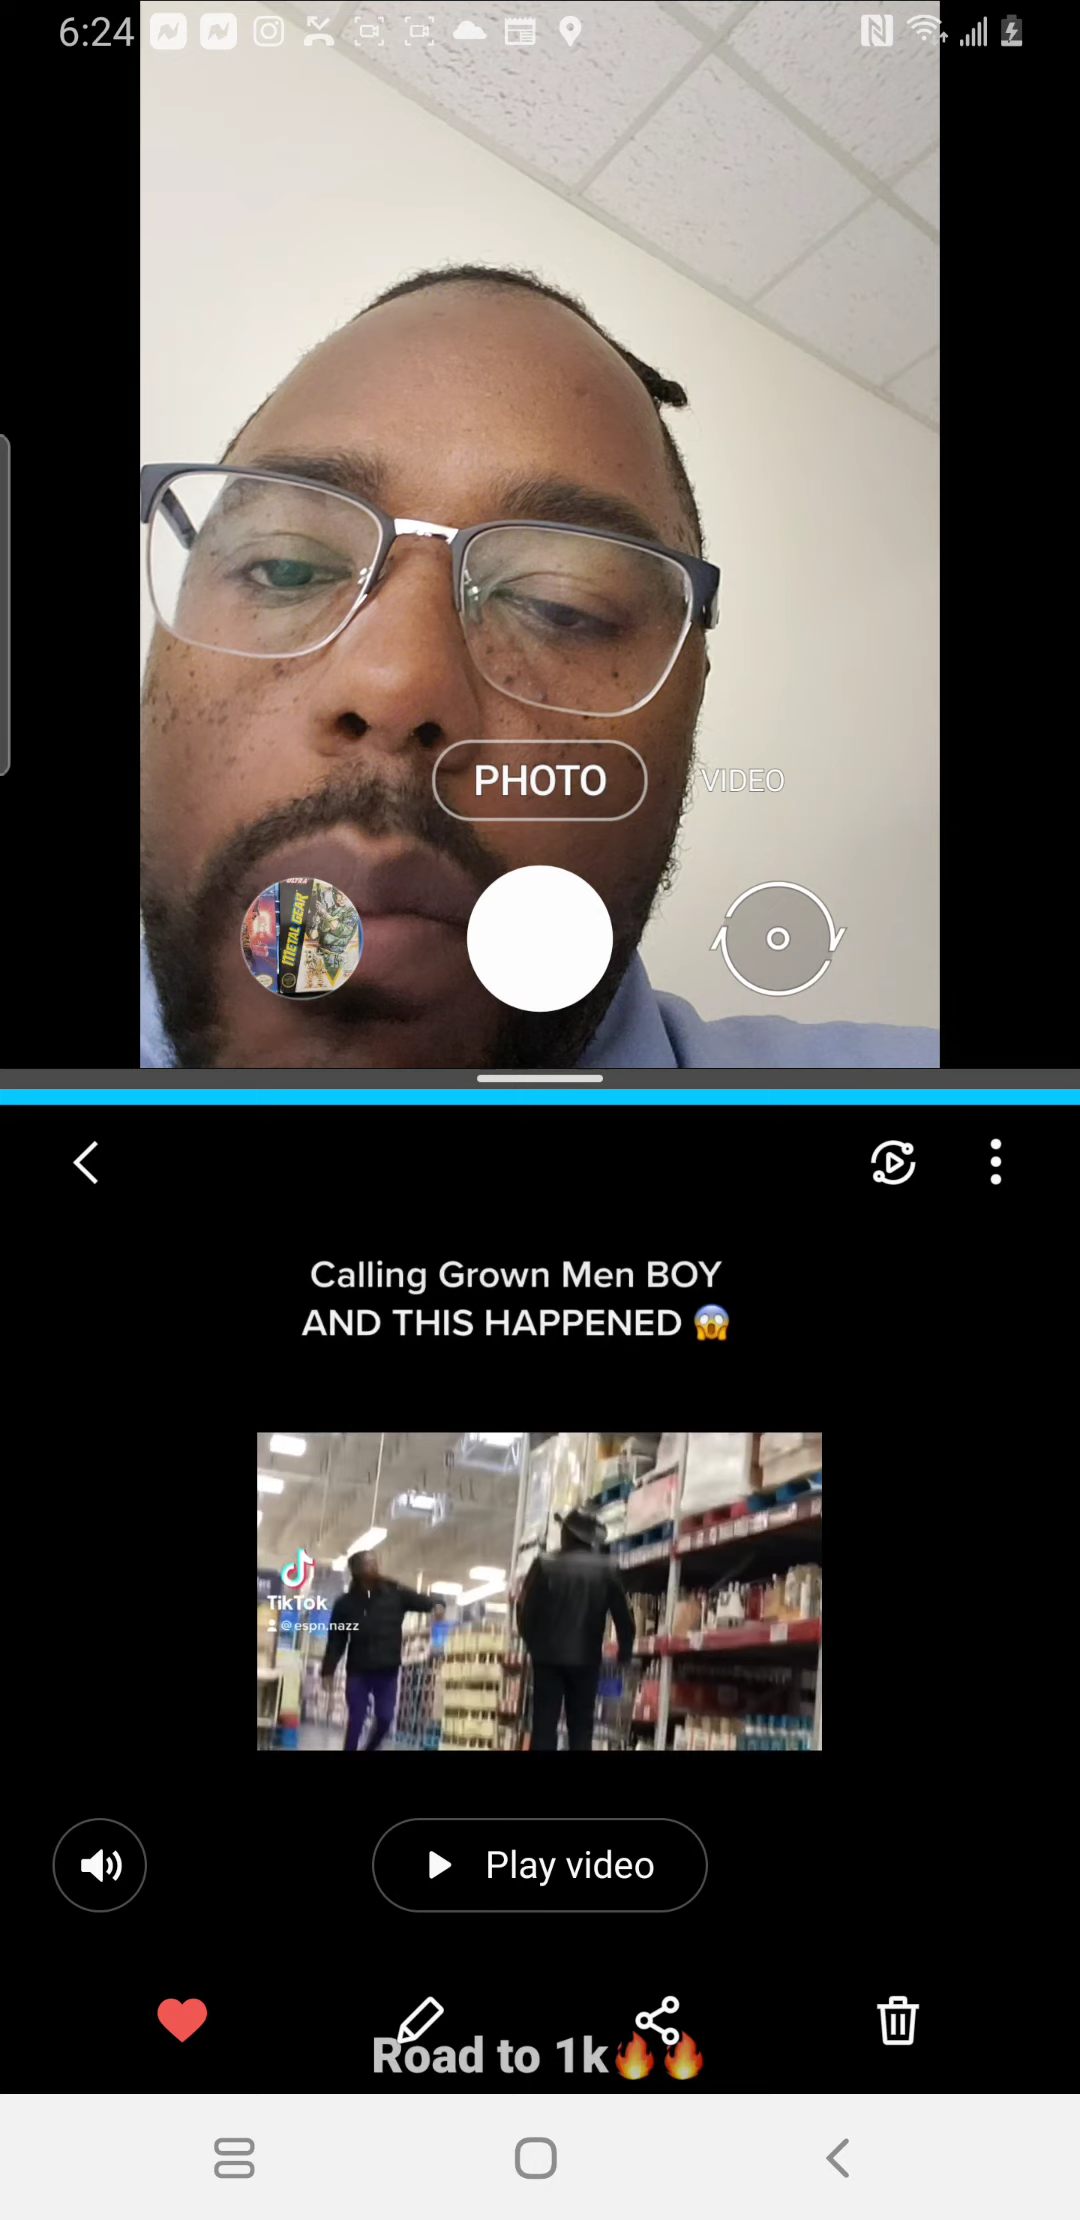 6:24
PHOTO
VIDEO
ULTRA
METAL GEAR
Calling Grown Men BOY
AND THIS HAPPENED 😱
TikTok
@espn.nazz
Play video
Road to 1k🔥🔥